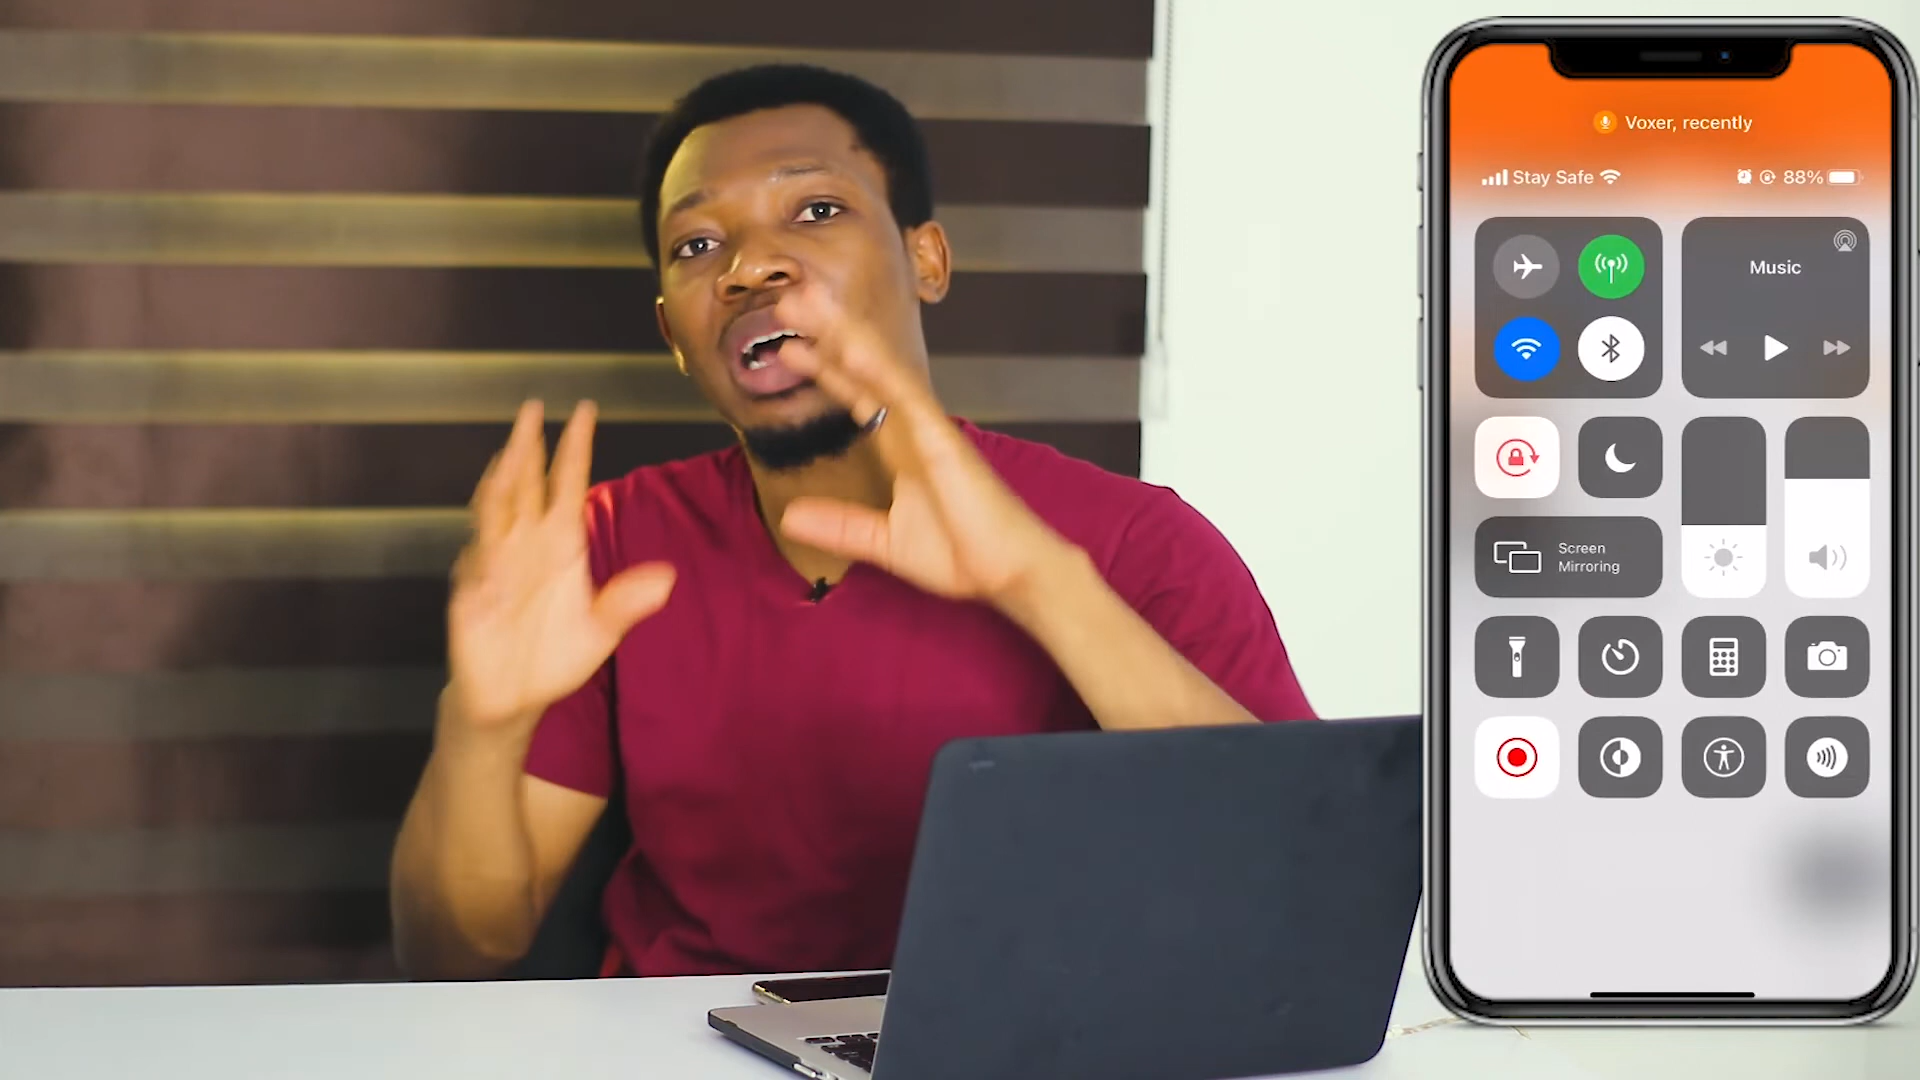 Voxer, recently
Stay Safe
88%
Music
Screen
Mirroring